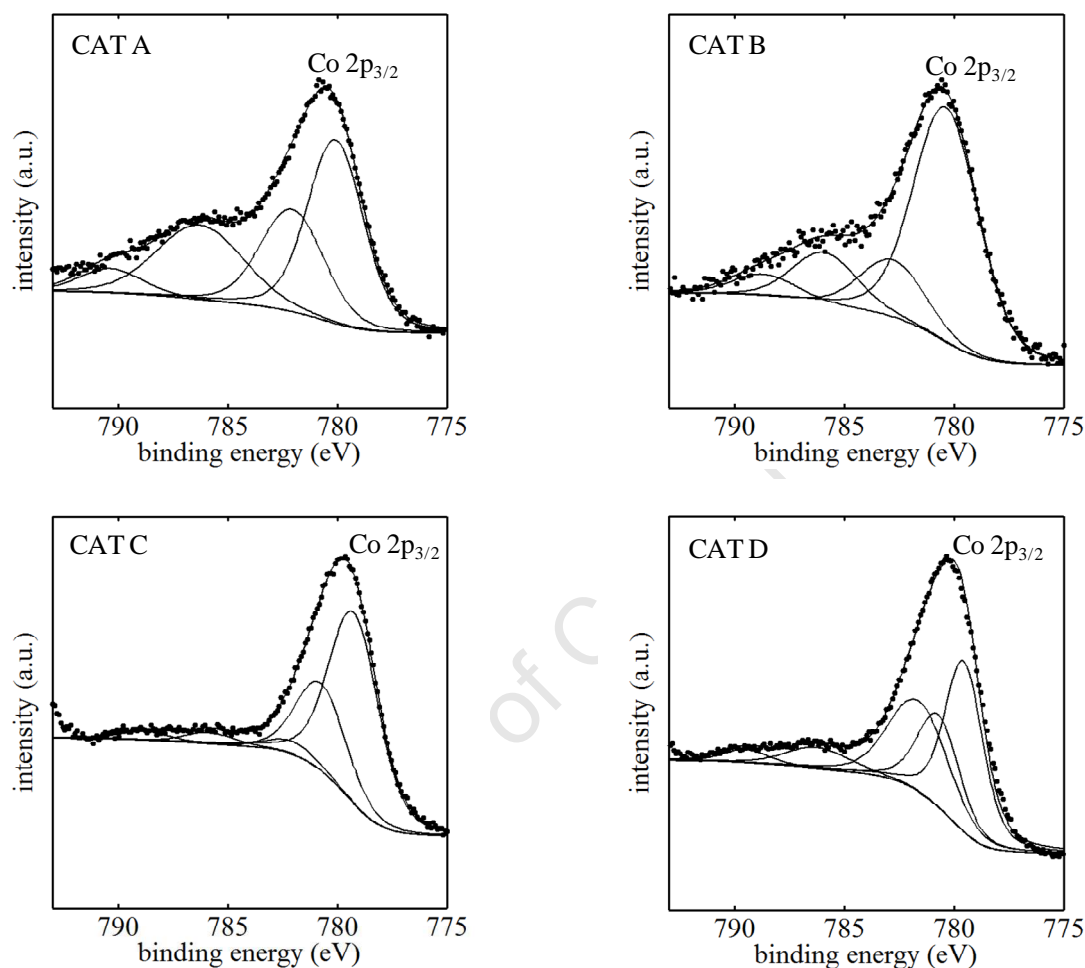 CAT A
Co 2p3/2
intensity (a.u.)
790 785 780 775
binding energy (eV)
CAT B
Co 2p3/2
intensity (a.u.)
790 785 780 775
binding energy (eV)
CAT C
Co 2p3/2
intensity (a.u.)
790 785 780 775
binding energy (eV)
CAT D
Co 2p3/2
intensity (a.u.)
790 785 780 775
binding energy (eV)
of C